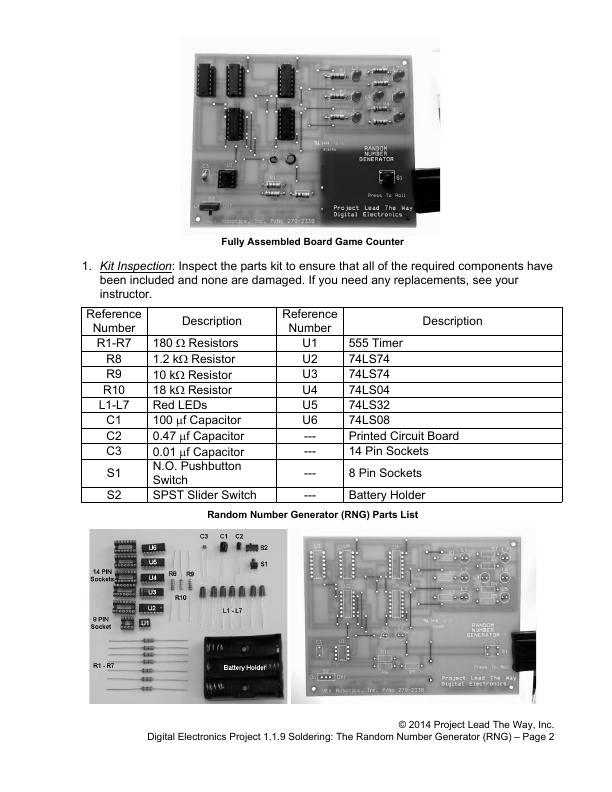 RANDOM
NUMBER
GENERATOR
S1
Press To Roll
Project Lead The Way
Digital Electronics
Robotics, Inc. P/No 270-2338
Fully Assembled Board Game Counter
1. Kit Inspection: Inspect the parts kit to ensure that all of the required components have
been included and none are damaged. If you need any replacements, see your
instructor.
Reference Number Description Reference Number Description
R1-R7 180 Ω Resistors U1 555 Timer
R8 1.2 kΩ Resistor U2 74LS74
R9 10 kΩ Resistor U3 74LS74
R10 18 kΩ Resistor U4 74LS04
L1-L7 Red LEDs U5 74LS32
C1 100 μf Capacitor U6 74LS08
C2 0.47 μf Capacitor --- Printed Circuit Board
C3 0.01 μf Capacitor --- 14 Pin Sockets
S1 N.O. Pushbutton Switch --- 8 Pin Sockets
S2 SPST Slider Switch --- Battery Holder
Random Number Generator (RNG) Parts List
C3 C1 C2
U6 S2
U5 S1
14 PIN
Sockets
U4 R8 R9
U3 R10
U2 L1 - L7
8 PIN
Socket
U1
R1 - R7
Battery Holder
RANDOM
NUMBER
GENERATOR
Press To Roll
Project Lead The Way
Digital Electronics
VEX Robotics, Inc. P/No 270-2338
© 2014 Project Lead The Way, Inc.
Digital Electronics Project 1.1.9 Soldering: The Random Number Generator (RNG) – Page 2